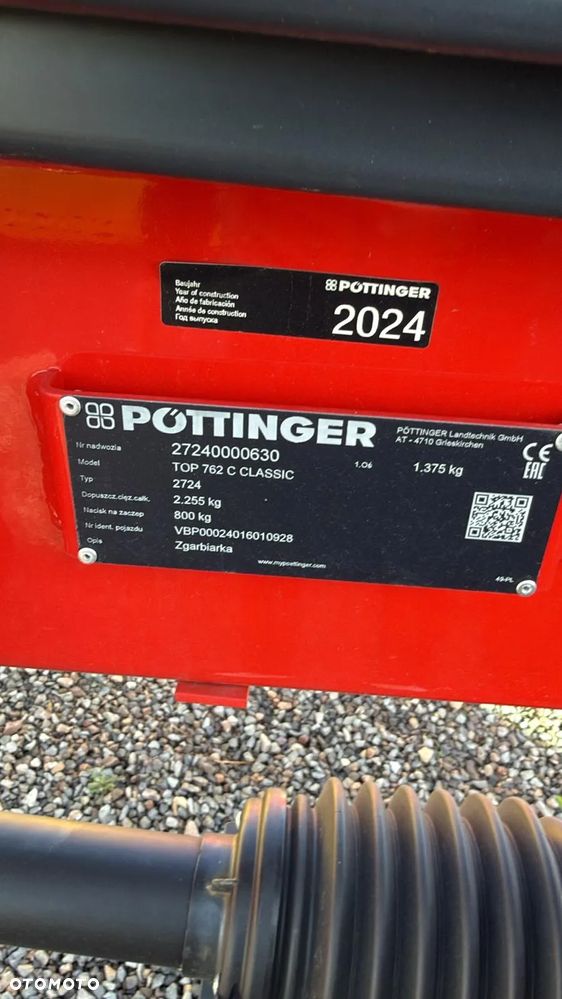 Baujahr
Year of construction
Año de fabricación
Année de construction
Год выпуска
PÖTTINGER
2024
PÖTTINGER
PÖTTINGER Landtechnik GmbH
AT - 4710 Grieskirchen
Nr nadwozia 27240000630
Model TOP 762 C CLASSIC 1.06 1.375 kg
Typ 2724
Dopuszcz.cięż.całk. 2.255 kg
Nacisk na zaczep 800 kg
Nr ident. pojazdu VBP00024016010928
Opis Zgarbiarka
CE
EAC
www.mypoettinger.com
49-PL
OTOMOTO